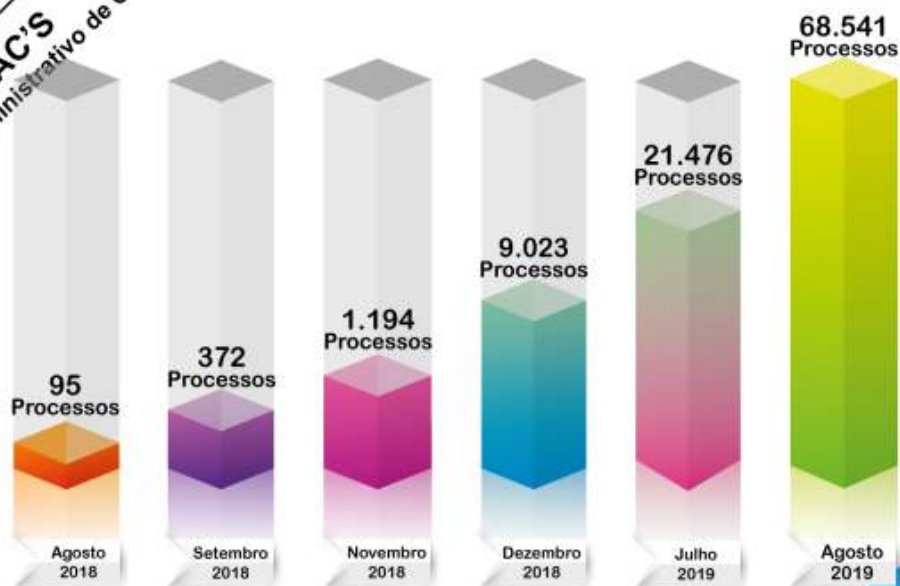 AC'S
ministrativo de
95
Processos
372
Processos
1.194
Processos
9.023
Processos
21.476
Processos
68.541
Processos
Agosto
2018
Setembro
2018
Novembro
2018
Dezembro
2018
Julho
2019
Agosto
2019